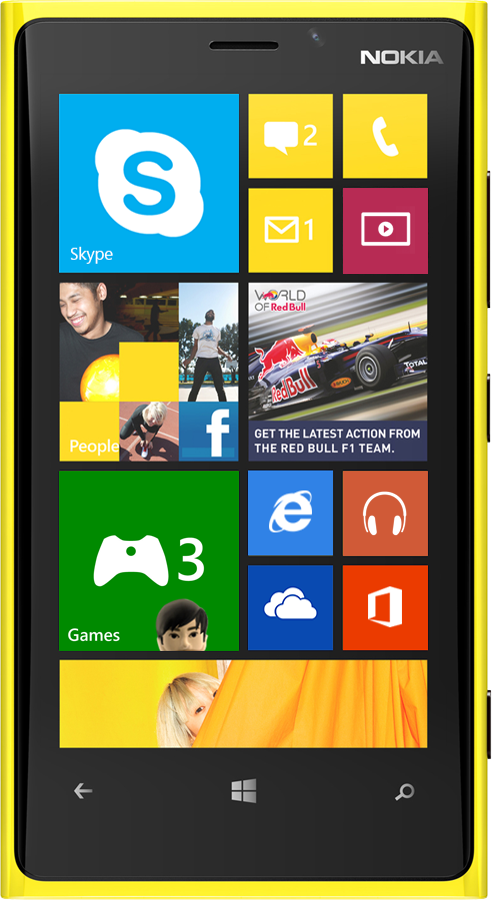 NOKIA
2
Skype
1
WORLD
OF Red Bull
Red Bull
TOTAL
GET THE LATEST ACTION FROM
THE RED BULL F1 TEAM.
People
f
3
Games